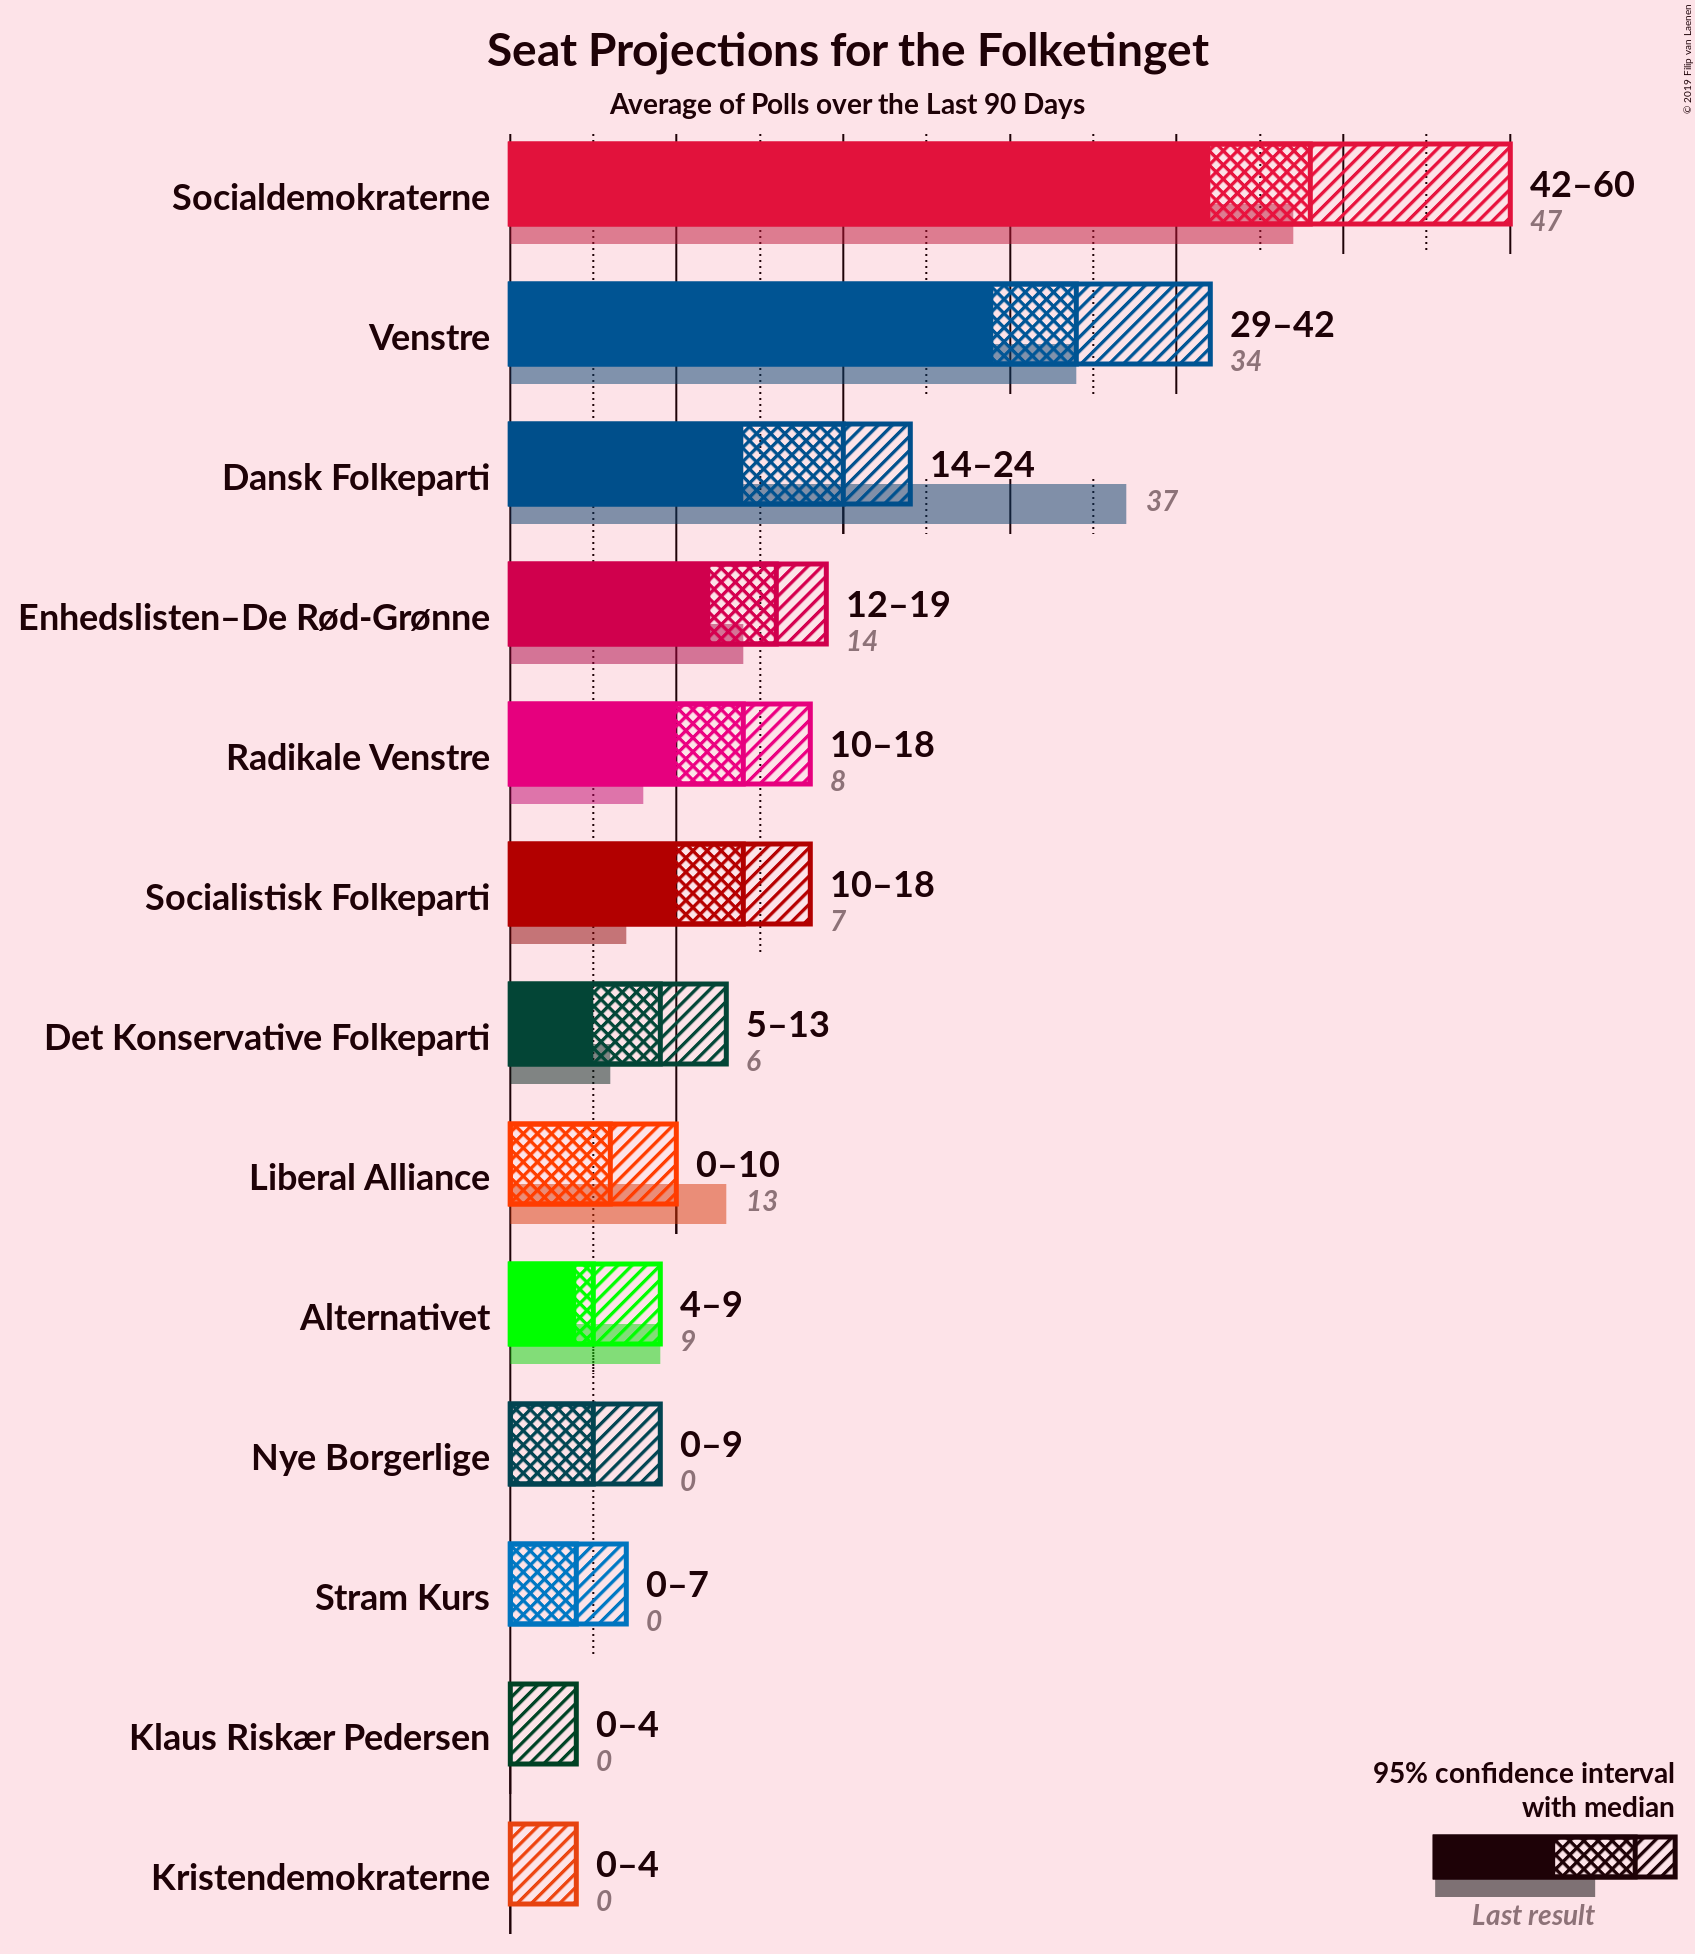 Seat Projections for the Folketinget
Average of Polls over the Last 90 Days
© 2019 Filip van Laenen
Socialdemokraterne
42–60
47
Venstre
29–42
34
Dansk Folkeparti
14–24
37
Enhedslisten–De Rød-Grønne
12–19
14
Radikale Venstre
10–18
8
Socialistisk Folkeparti
10–18
7
Det Konservative Folkeparti
5–13
6
Liberal Alliance
0–10
13
Alternativet
4–9
9
Nye Borgerlige
0–9
0
Stram Kurs
0–7
0
Klaus Riskær Pedersen
0–4
0
Kristendemokraterne
0–4
0
95% confidence interval
with median
Last result